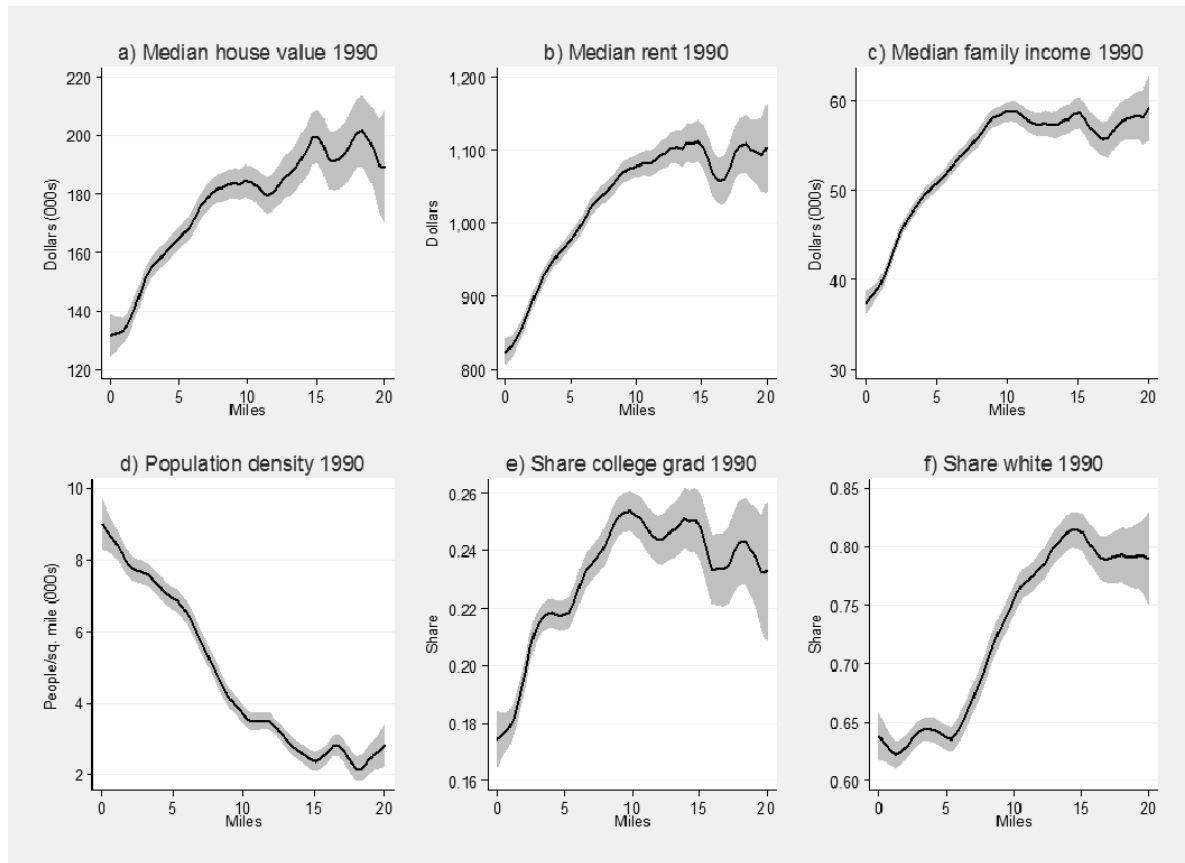 a) Median house value 1990
220
200
180
160
140
120
Dollars (000s)
0 5 10 15 20
Miles
b) Median rent 1990
1,200
1,100
1,000
900
800
Dollars
0 5 10 15 20
Miles
c) Median family income 1990
60
50
40
30
Dollars (000s)
0 5 10 15 20
Miles
d) Population density 1990
10
8
6
4
2
People/sq. mile (000s)
0 5 10 15 20
Miles
e) Share college grad 1990
0.26
0.24
0.22
0.20
0.18
0.16
Share
0 5 10 15 20
Miles
f) Share white 1990
0.85
0.80
0.75
0.70
0.65
0.60
Share
0 5 10 15 20
Miles